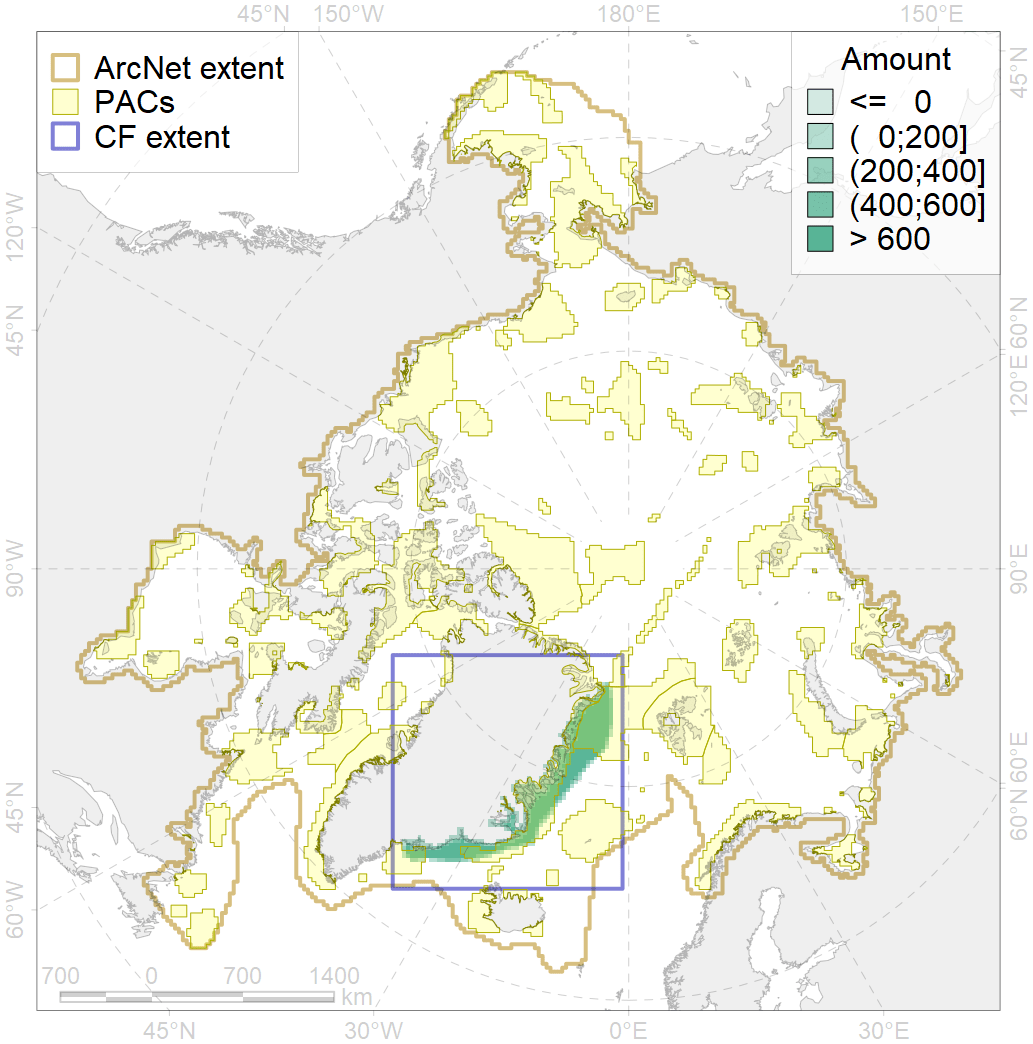 45°N 150°W 180°E 150°E
ArcNet extent
PACs
CF extent
Amount
<= 0
( 0;200]
(200;400]
(400;600]
> 600
120°W
45°N
90°W
45°N
60°W
45°N
60°N
120°E
90°E
60°E
60°N
700 0 700 1400
km
45°N 30°W 0°E 30°E